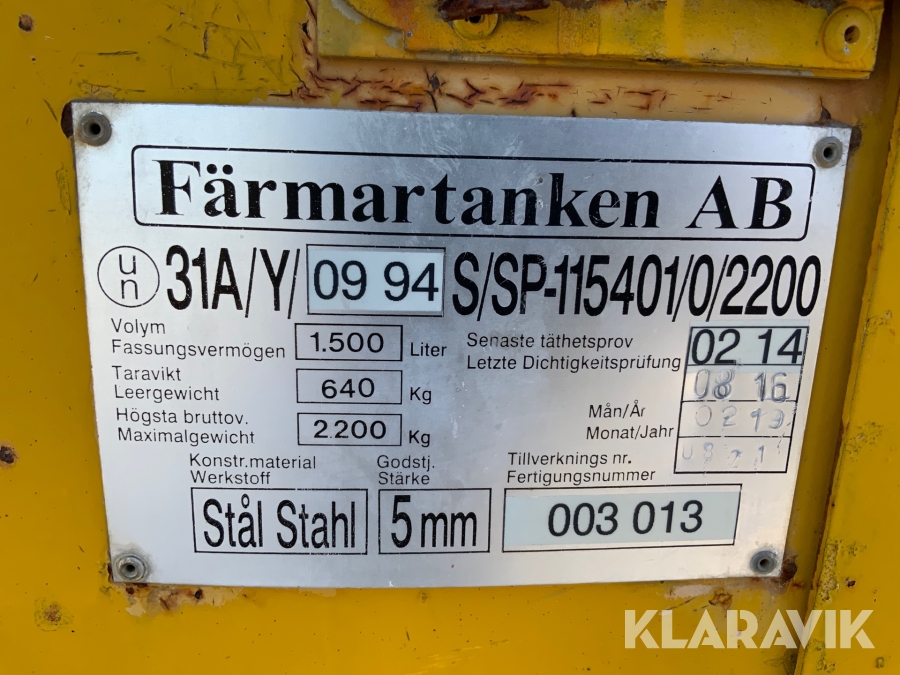 Färmartanken AB
un 31A/Y/ 09 94 S/SP-115401/0/2200
Volym
Fassungsvermögen 1.500 Liter
Senaste täthetsprov
Letzte Dichtigkeitsprüfung 02 14
08 16
Taravikt
Leergewicht 640 Kg
Mån/År 02 19
Monat/Jahr
Högsta bruttov.
Maximalgewicht 2.200 Kg
Konstr.material
Werkstoff
Stål Stahl
Godstj.
Stärke
5 mm
Tillverknings nr.
Fertigungsnummer
003 013
KLARAVIK